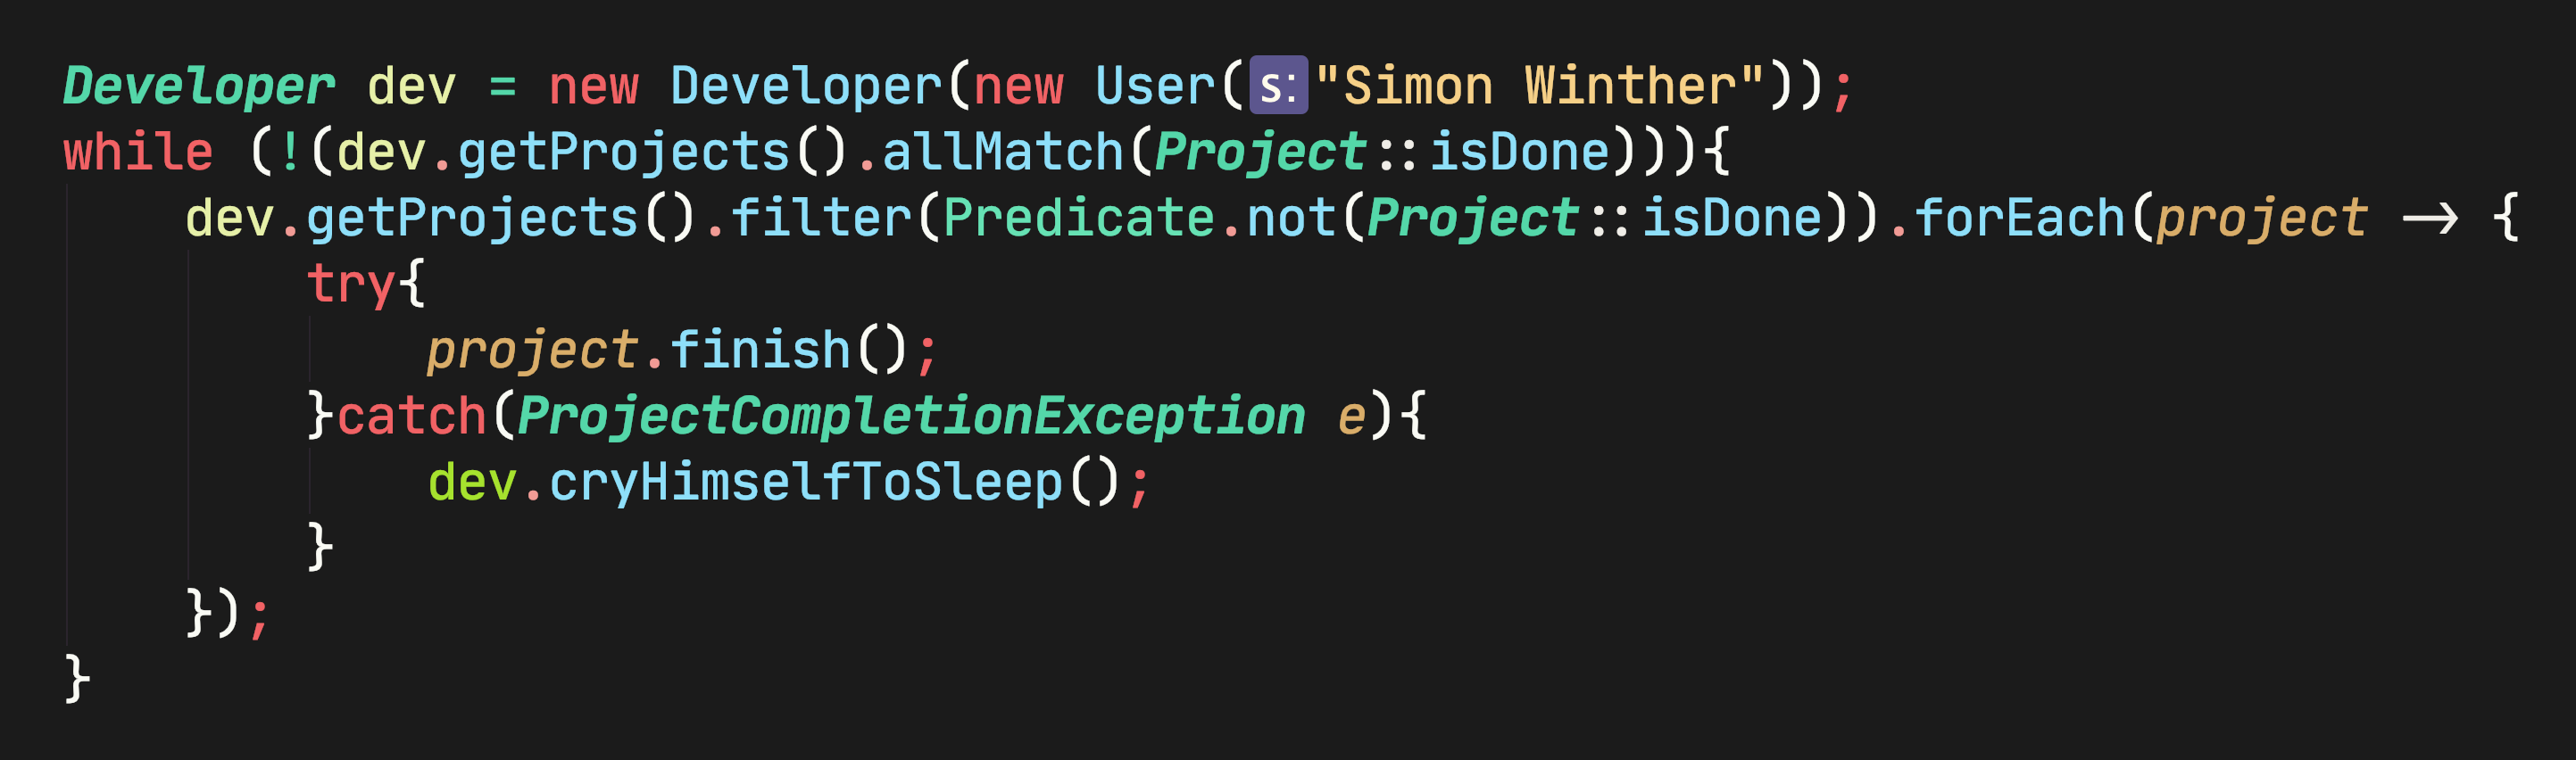 Developer dev = new Developer(new User(s:"Simon Winther"));
while (!(dev.getProjects().allMatch(Project::isDone))){
dev.getProjects().filter(Predicate.not(Project::isDone)).forEach(project → {
try{
project.finish();
}catch(ProjectCompletionException e){
dev.cryHimselfToSleep();
}
});
}